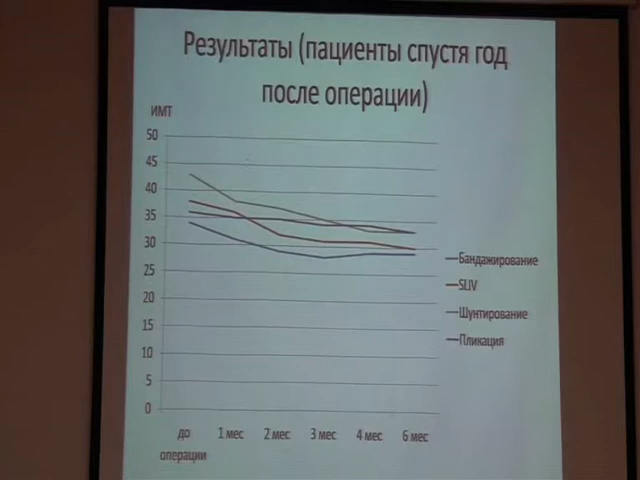 Результаты (пациенты спустя год
после операции)
ИМТ
50
45
40
35
30
25
20
15
10
5
0
до
операции
1 мес
2 мес
3 мес
4 мес
6 мес
Бандажирование
SLIV
Шунтирование
Пликация